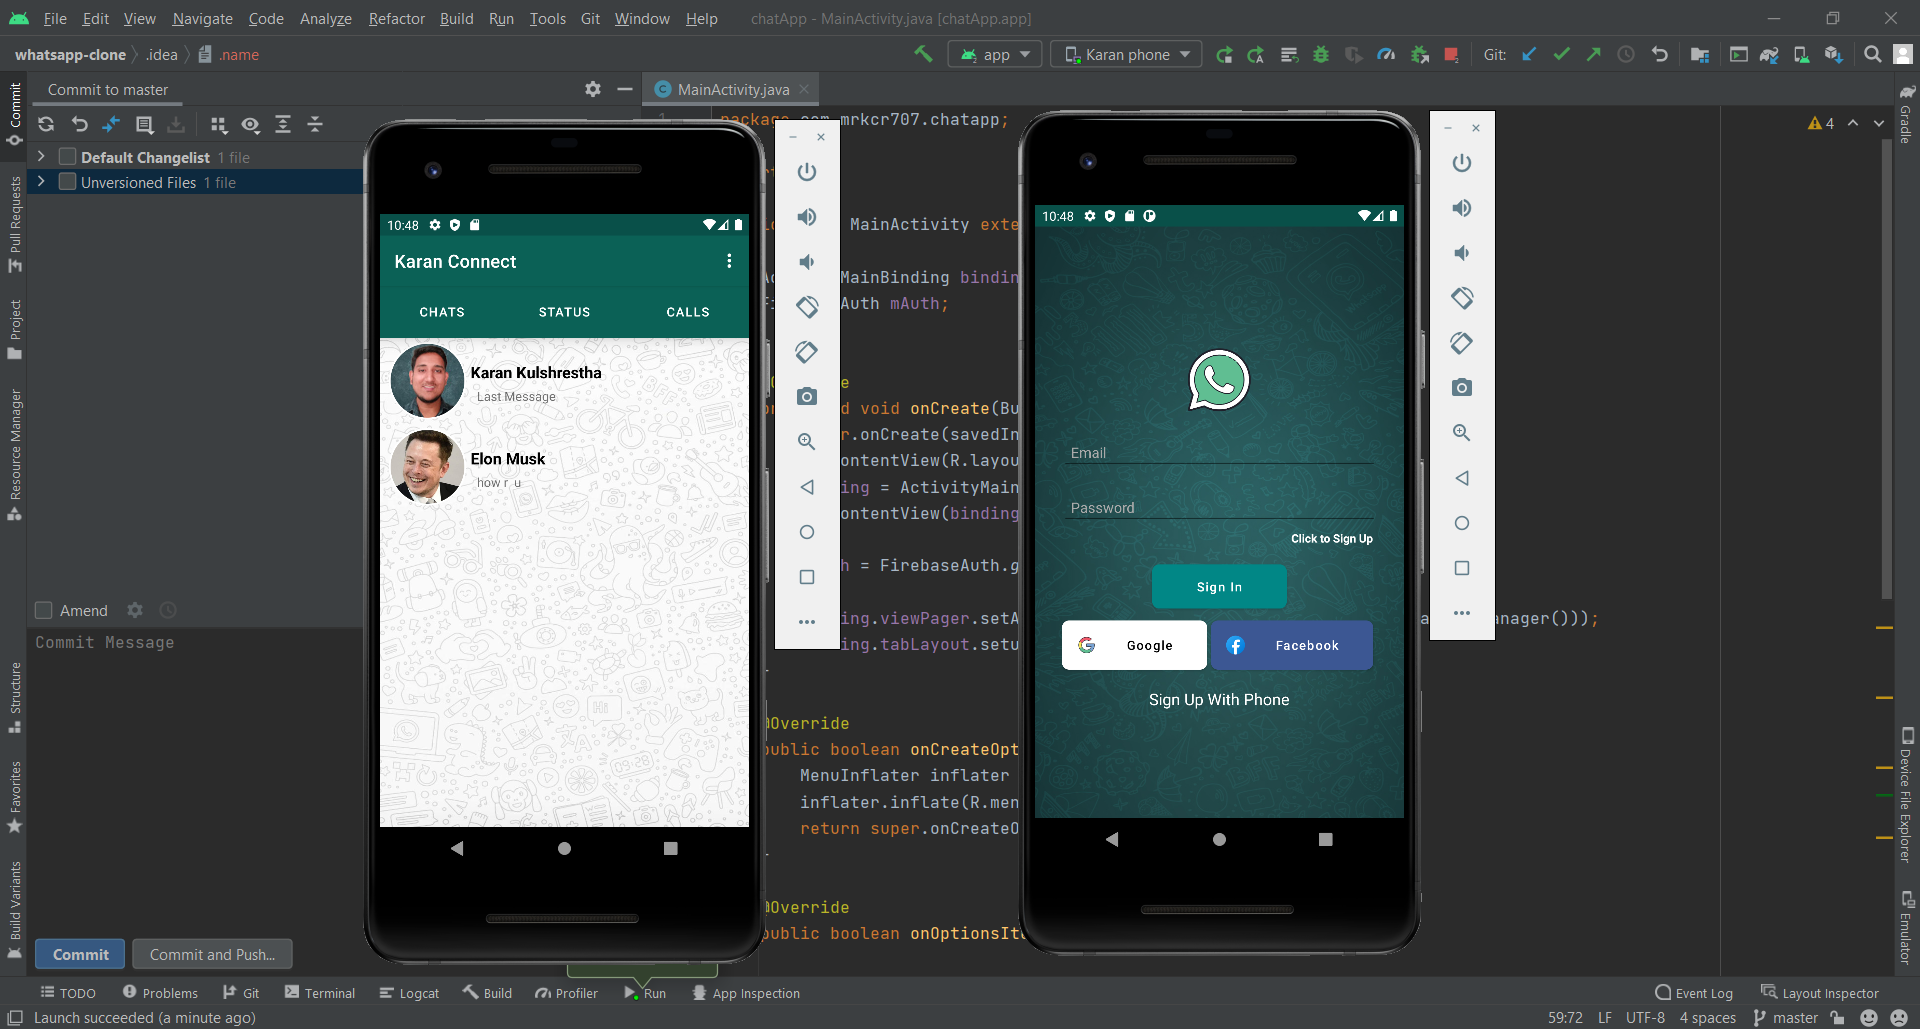 File Edit View Navigate Code Analyze Refactor Build Run Tools Git Window Help chatApp - MainActivity.java [chatApp.app]
whatsapp-clone .idea .name app Karan phone Git:
Commit to master
MainActivity.java
Default Changelist 1 file
Unversioned Files 1 file
Amend
Commit Message
Commit Commit and Push...
Commit
Pull Requests
Project
Resource Manager
Structure
Favorites
Build Variants
10:48
Karan Connect
CHATS STATUS CALLS
Karan Kulshrestha
Last Message
Elon Musk
how r u
Hi
09:28
1
package com.mrkcr707.chatapp;
4
MainActivity exte
MainBinding bindin
Auth mAuth;
d void onCreate(Bu
r.onCreate(savedIn
ontentView(R.layou
ing = ActivityMain
ontentView(binding
h = FirebaseAuth.g
ing.viewPager.setA
anager()));
ing.tabLayout.setu
@Override
public boolean onCreateOpt
MenuInflater inflater
inflater.inflate(R.men
return super.onCreateO
@Override
public boolean onOptionsIt
10:48
Email
Password
Click to Sign Up
Sign In
Google Facebook
Sign Up With Phone
Gradle
Device File Explorer
Emulator
TODO Problems Git Terminal Logcat Build Profiler Run App Inspection Event Log Layout Inspector
Launch succeeded (a minute ago) 59:72 LF UTF-8 4 spaces master